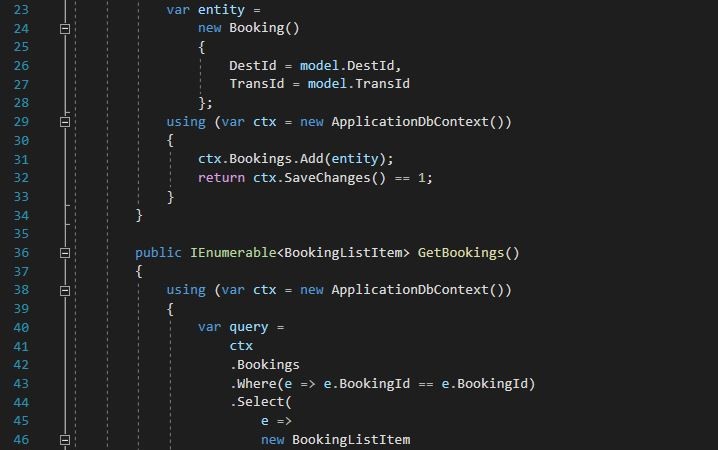 23 var entity =
24 new Booking()
25 {
26 DestId = model.DestId,
27 TransId = model.TransId
28 };
29 using (var ctx = new ApplicationDbContext())
30 {
31 ctx.Bookings.Add(entity);
32 return ctx.SaveChanges() == 1;
33 }
34 }
35
36 public IEnumerable<BookingListItem> GetBookings()
37 {
38 using (var ctx = new ApplicationDbContext())
39 {
40 var query =
41 ctx
42 .Bookings
43 .Where(e => e.BookingId == e.BookingId)
44 .Select(
45 e =>
46 new BookingListItem